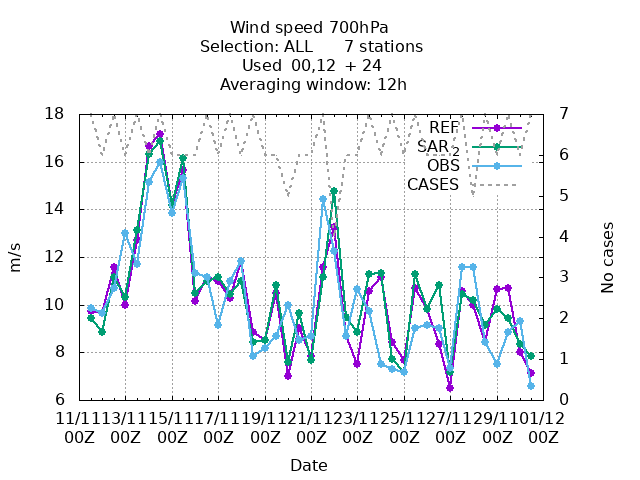 Wind speed 700hPa
Selection: ALL 7 stations
Used 00,12 + 24
Averaging window: 12h
18 7
REF
SAR_2
16 6
OBS
CASES
14 5
4
12
m/s No cases
3
10
2
8 1
6 0
11/11 13/11 15/11 17/11 19/11 21/11 23/11 25/11 27/11 29/11 01/12
00Z 00Z 00Z 00Z 00Z 00Z 00Z 00Z 00Z 00Z 00Z
Date